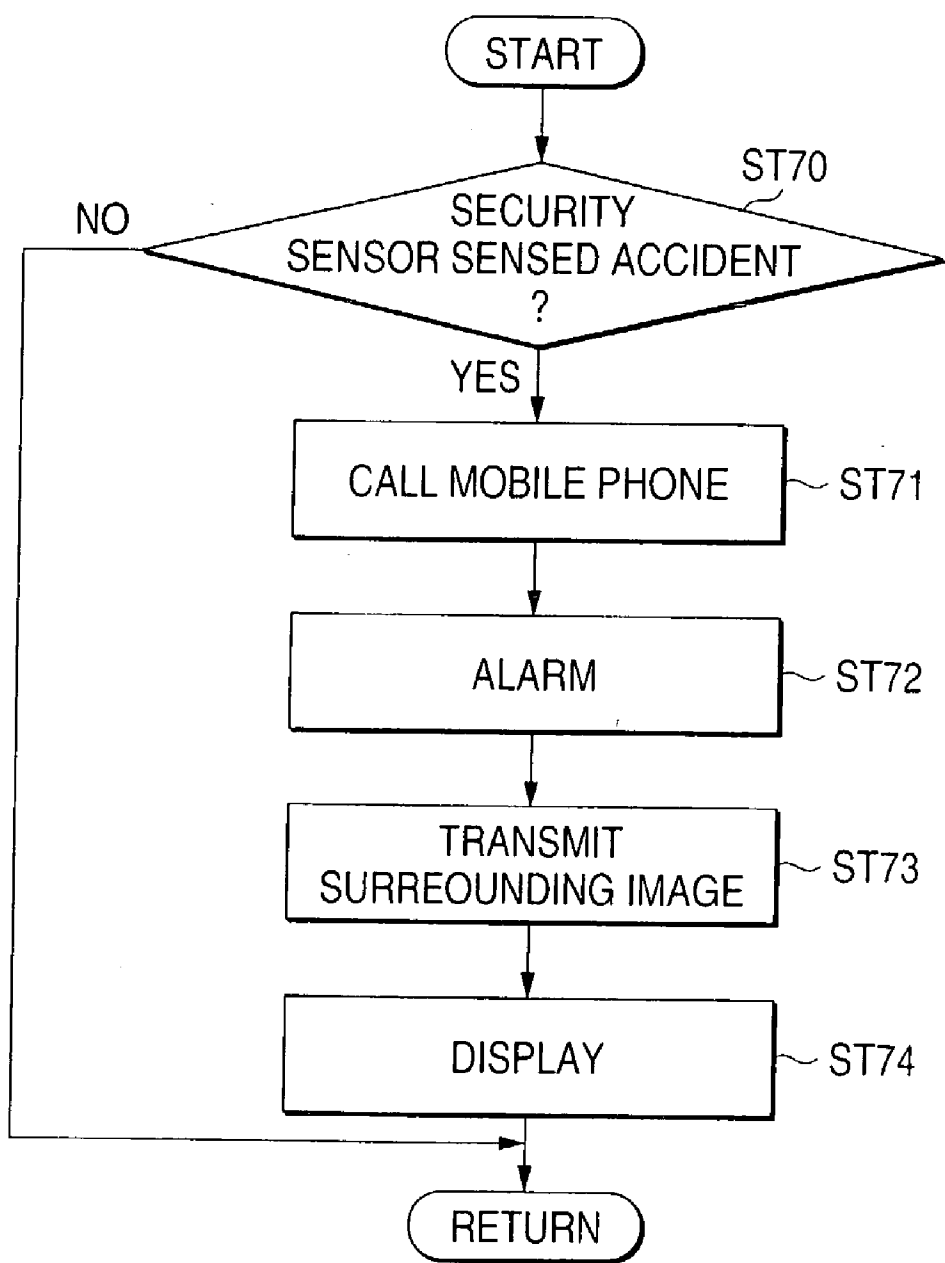 START
ST70
NO
SECURITY
SENSOR SENSED ACCIDENT
?
YES
CALL MOBILE PHONE
ST71
ALARM
ST72
TRANSMIT
SURREOUNDING IMAGE
ST73
DISPLAY
ST74
RETURN